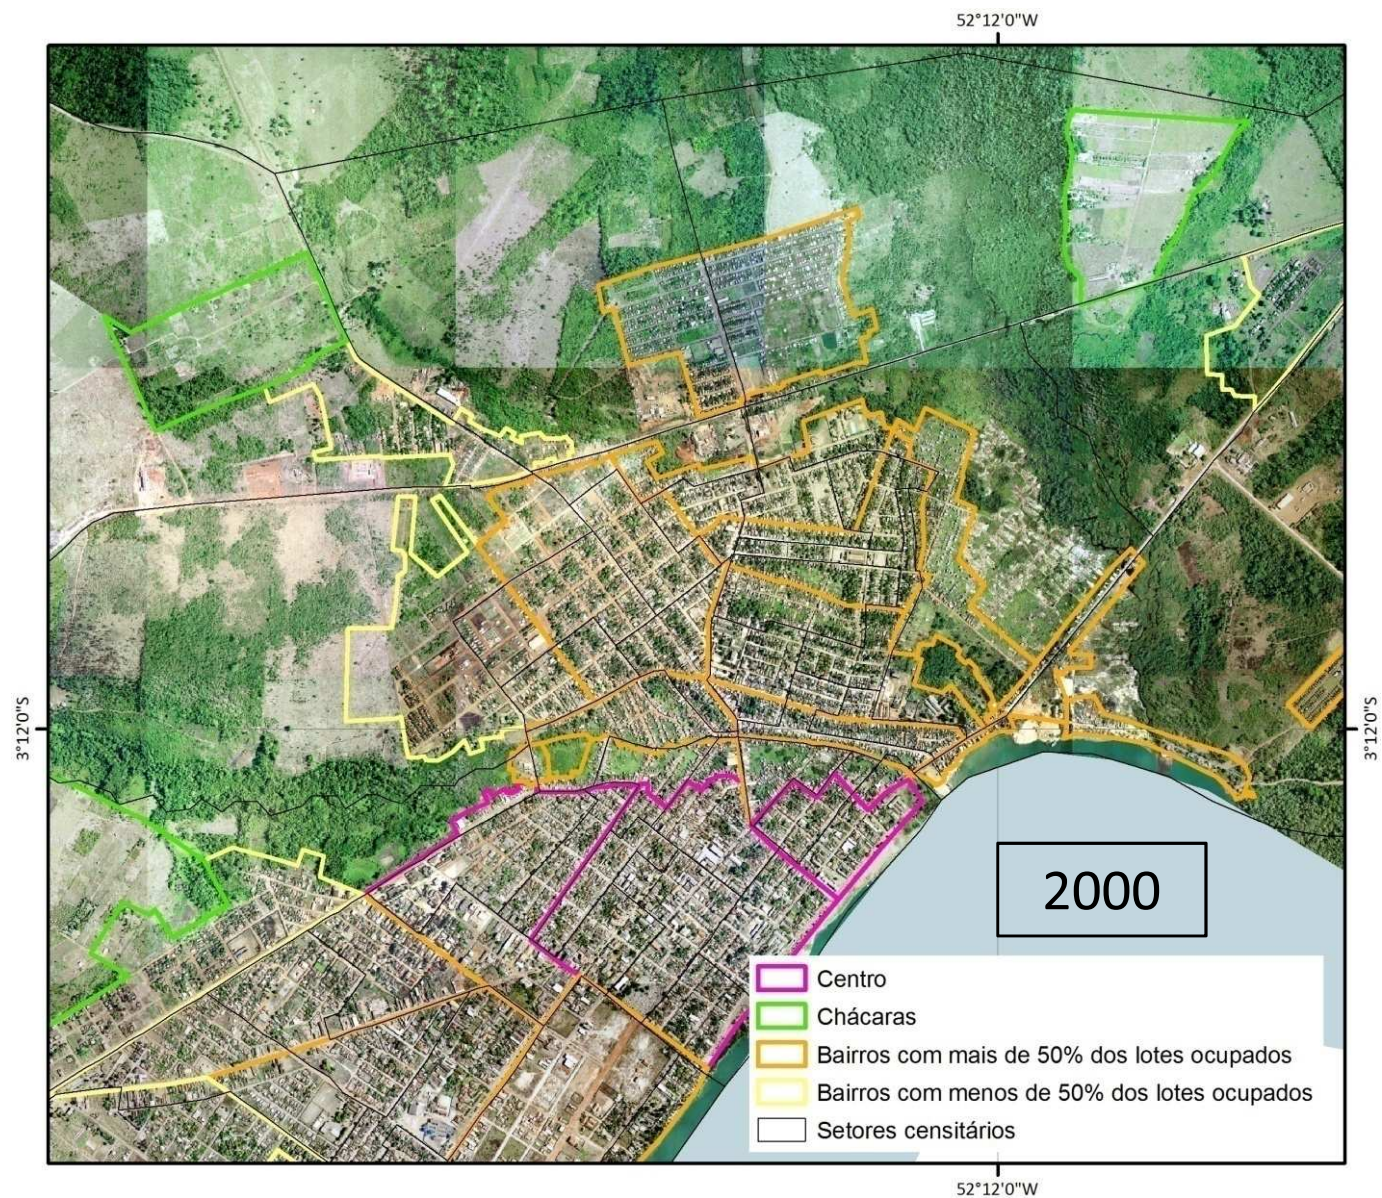 52°12'0"W
3°12'0"S
3°12'0"S
2000
Centro
Chácaras
Bairros com mais de 50% dos lotes ocupados
Bairros com menos de 50% dos lotes ocupados
Setores censitários
52°12'0"W